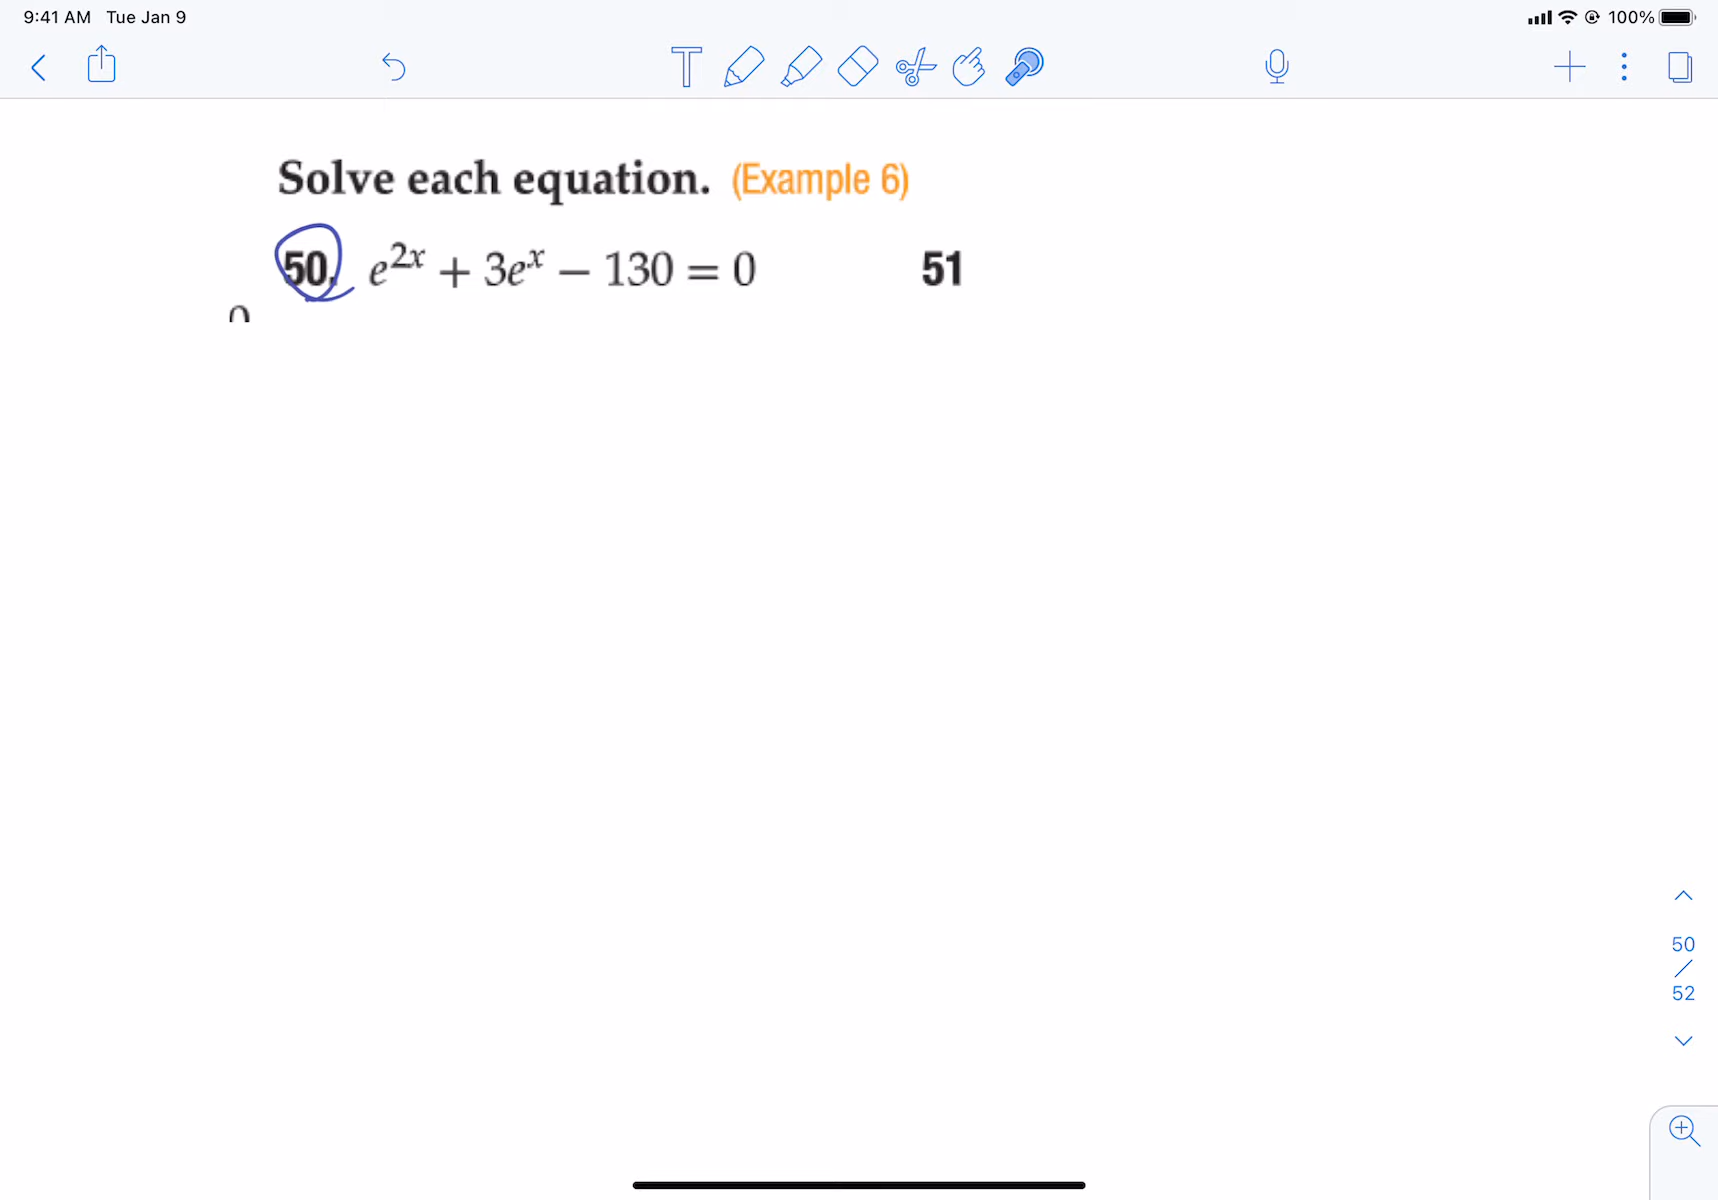 9:41 AM Tue Jan 9 100%
Solve each equation. (Example 6)
50. e^{2x} + 3e^x − 130 = 0 51
50
/
52